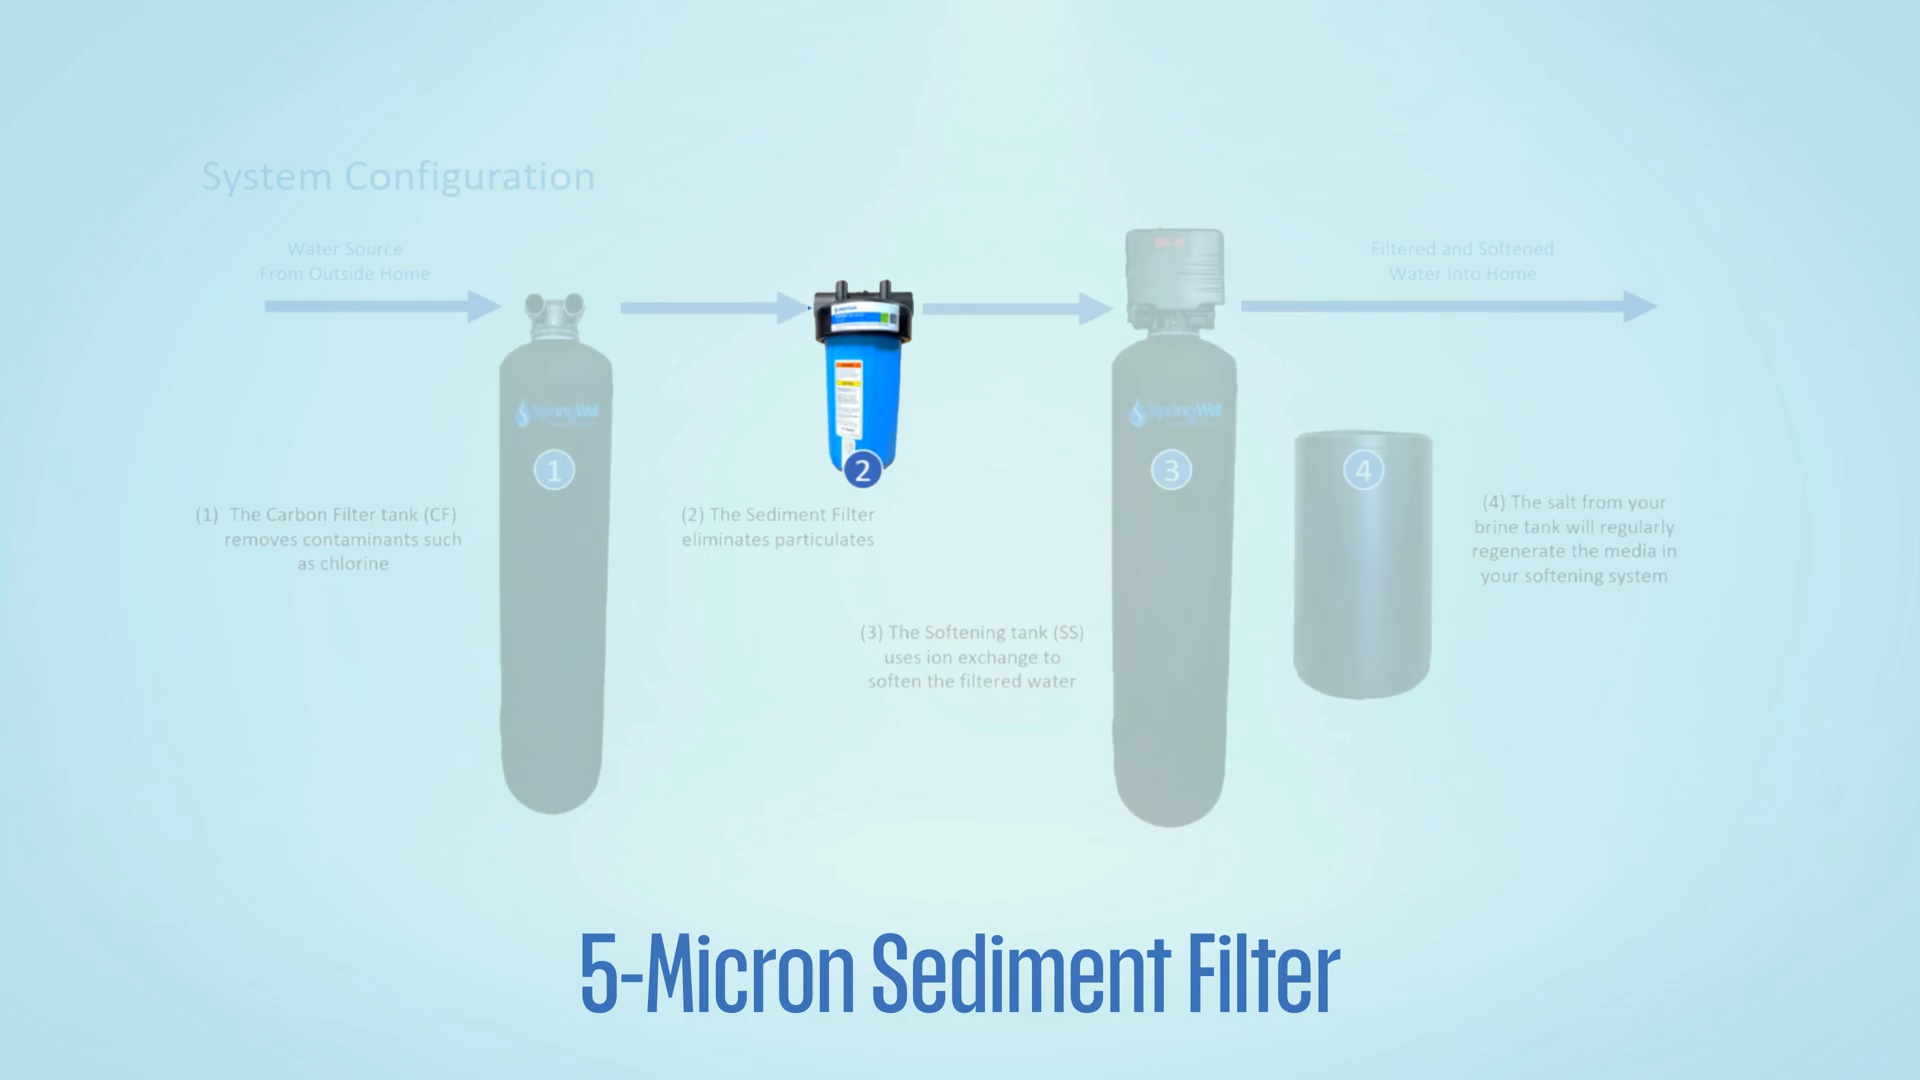 System Configuration
Water Source
From Outside Home
Filtered and Softened
Water Into Home
SpringWell
SpringWell
1
2
3
4
(1) The Carbon Filter tank (CF)
removes contaminants such
as chlorine
(2) The Sediment Filter
eliminates particulates
(3) The Softening tank (SS)
uses ion exchange to
soften the filtered water
(4) The salt from your
brine tank will regularly
regenerate the media in
your softening system
5-Micron Sediment Filter